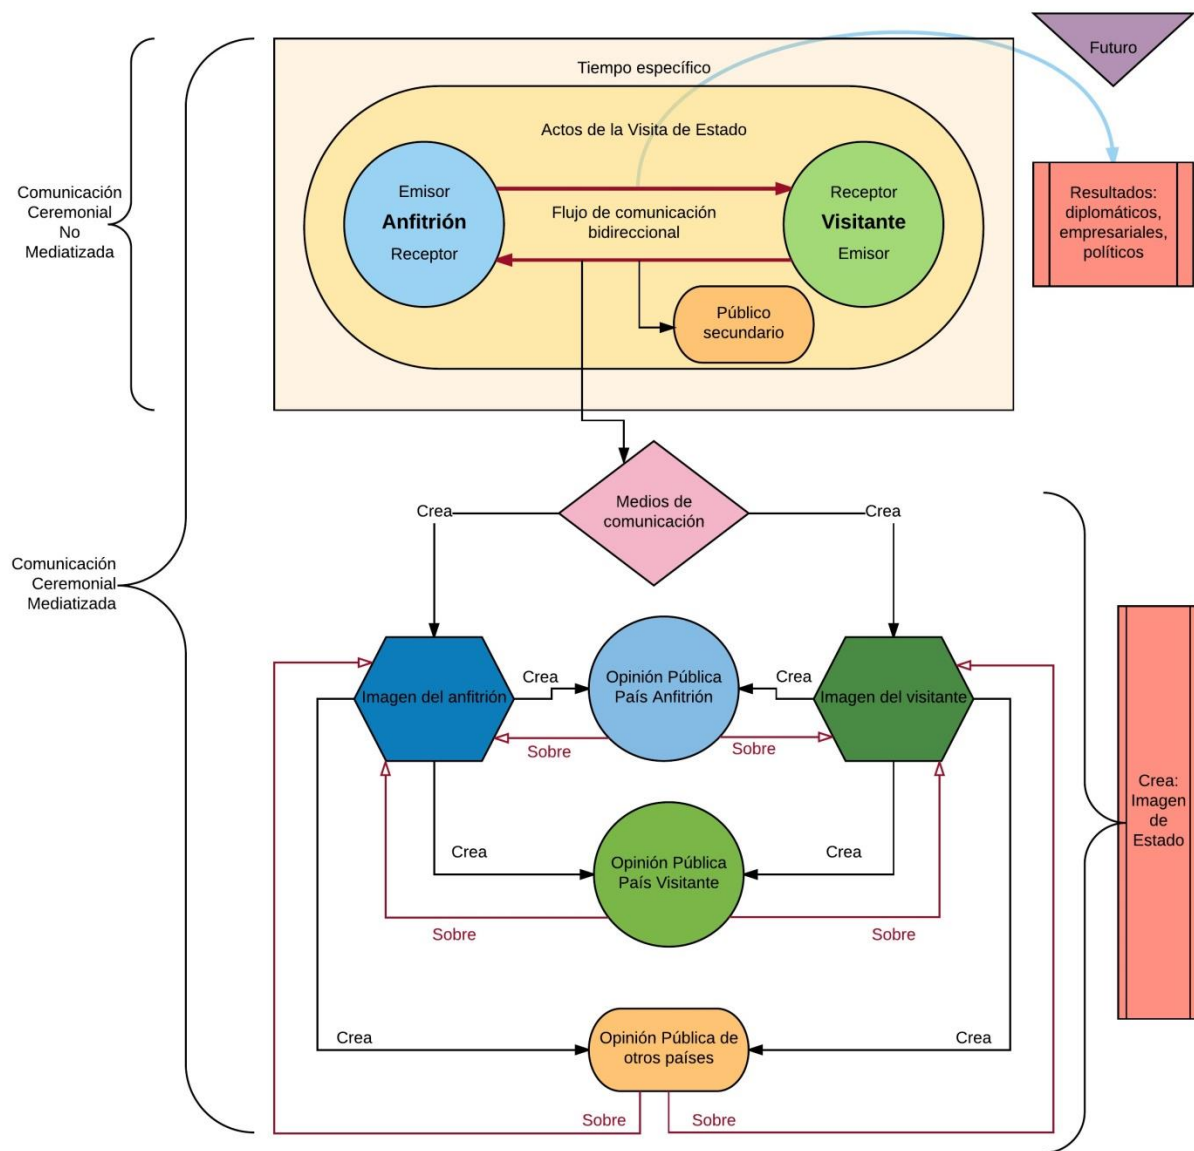 Futuro
Tiempo específico
Actos de la Visita de Estado
Comunicación
Ceremonial
No
Mediatizada
Emisor
Anfitrión
Receptor
Flujo de comunicación
bidireccional
Receptor
Visitante
Emisor
Resultados:
diplomáticos,
empresariales,
políticos
Público
secundario
Medios de
comunicación
Crea
Crea
Comunicación
Ceremonial
Mediatizada
Imagen del anfitrión
Crea
Opinión Pública
País Anfitrión
Crea
Imagen del visitante
Sobre
Sobre
Crea:
Imagen
de
Estado
Crea
Opinión Pública
País Visitante
Crea
Sobre
Sobre
Crea
Opinión Pública de
otros países
Crea
Sobre
Sobre